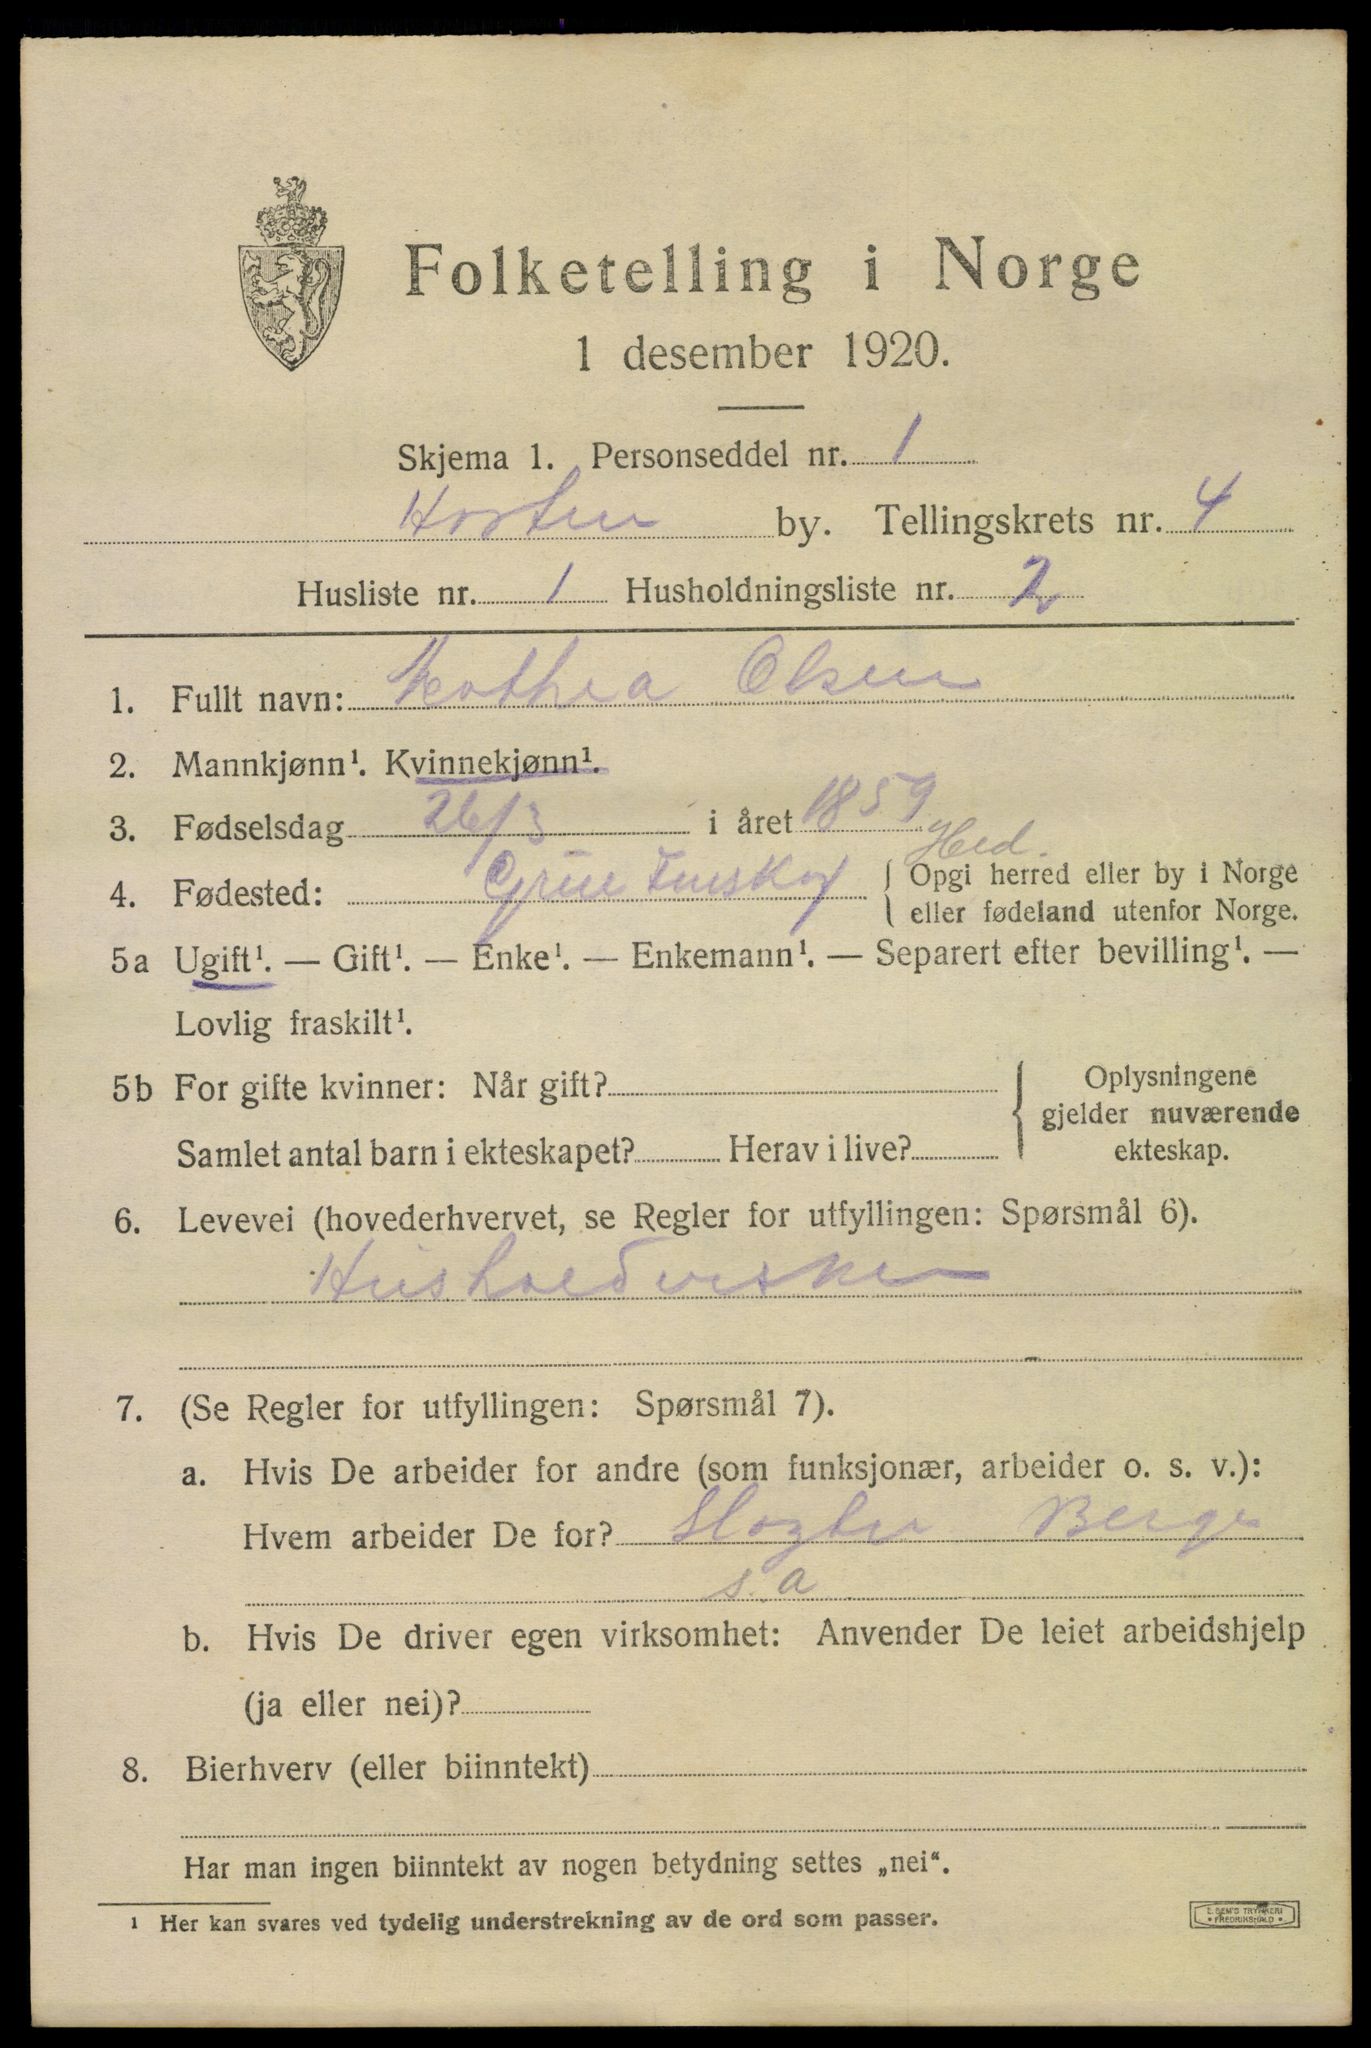 Folketelling i Norge
1 desember 1920.
Skjema 1. Personseddel nr. 1
Horten by. Tellingskrets nr. 4
Husliste nr. 1 Husholdningsliste nr. 2
1. Fullt navn: Mathea Olsen
2. Mannkjønn¹. Kvinnekjønn¹.
3. Fødselsdag 26/3 i året 1859
Hed.
4. Fødested: Grue Finskog { Opgi herred eller by i Norge
eller fødeland utenfor Norge.
5a Ugift¹. — Gift¹. — Enke¹. — Enkemann¹. — Separert efter bevilling¹. —
Lovlig fraskilt¹.
5b For gifte kvinner: Når gift?
Samlet antal barn i ekteskapet? Herav i live?
Oplysningene
gjelder nuværende
ekteskap.
6. Levevei (hovederhvervet, se Regler for utfyllingen: Spørsmål 6).
7. (Se Regler for utfyllingen: Spørsmål 7).
a. Hvis De arbeider for andre (som funksjonær, arbeider o. s. v.):
Hvem arbeider De for? Berge
s.a
b. Hvis De driver egen virksomhet: Anvender De leiet arbeidshjelp
(ja eller nei)?
8. Bierhverv (eller biinntekt)
Har man ingen biinntekt av nogen betydning settes „nei“.
¹ Her kan svares ved tydelig understrekning av de ord som passer.
E. SEM'S TRYKKERI
• FREDRIKSHALD •